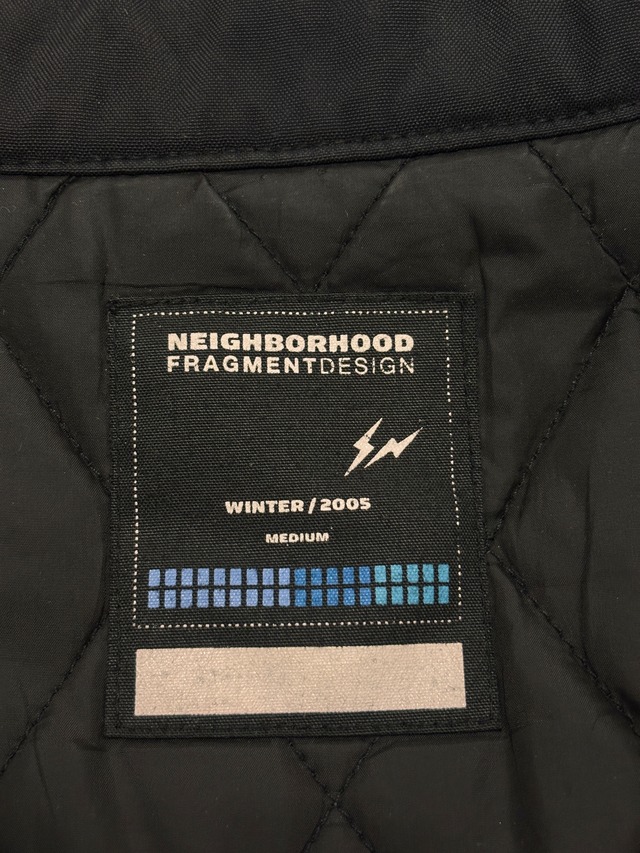 NEIGHBORHOOD
FRAGMENTDESIGN
WINTER / 2005
MEDIUM